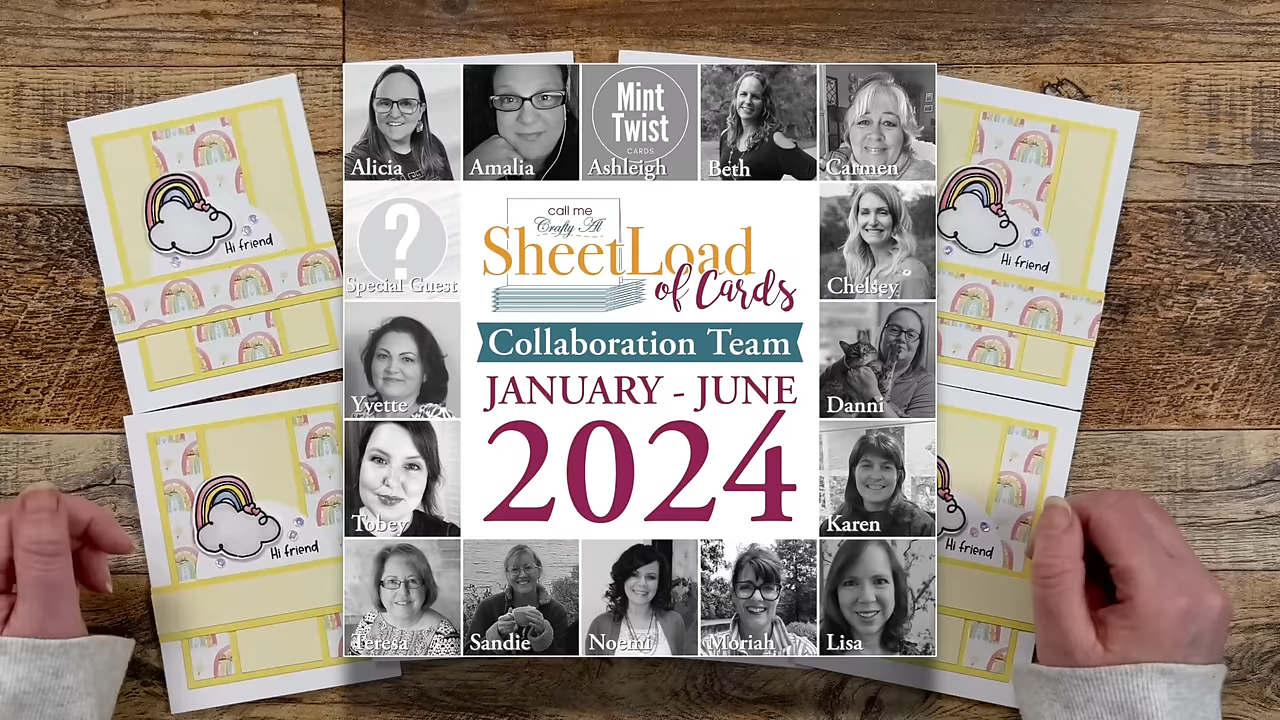 Alicia
Amalia
Mint
Twist
CARDS
Ashleigh
Beth
Carmen
Special Guest
?
call me
Crafty Al
SheetLoad
of Cards
Chelsey
Collaboration Team
Yvette
JANUARY - JUNE
Danni
2024
Tobey
Karen
Teresa
Sandie
Noemi
Moriah
Lisa
Hi friend
Hi friend
Hi friend
Hi friend